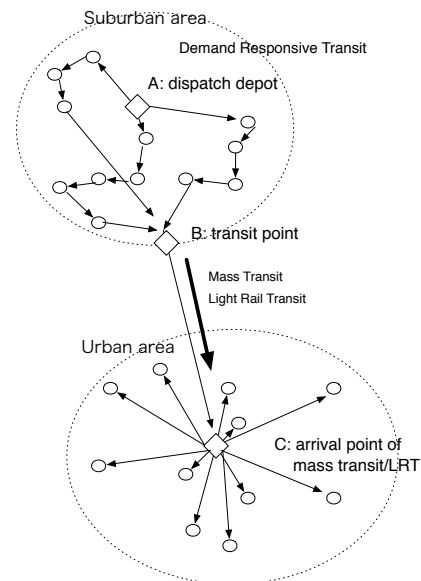 Suburban area
Demand Responsive Transit
A: dispatch depot
B: transit point
Mass Transit
Light Rail Transit
Urban area
C: arrival point of
mass transit/LRT